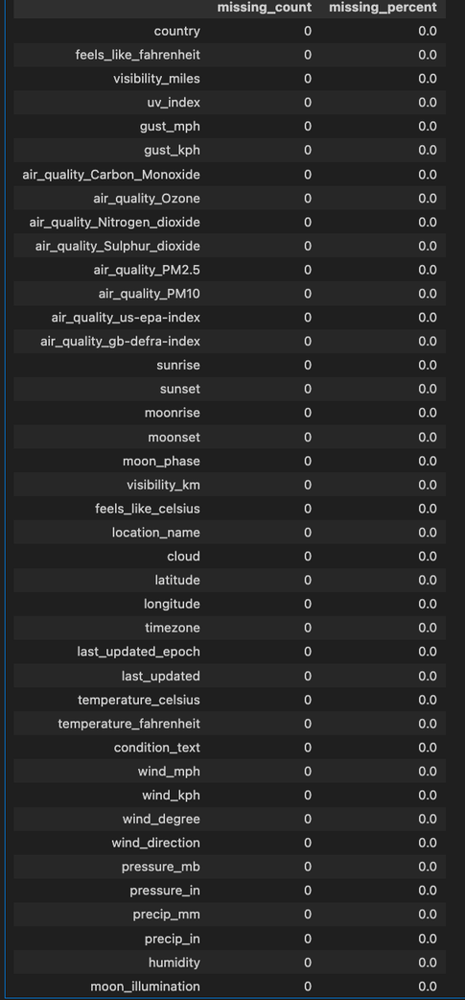 missing_count missing_percent
country 0 0.0
feels_like_fahrenheit 0 0.0
visibility_miles 0 0.0
uv_index 0 0.0
gust_mph 0 0.0
gust_kph 0 0.0
air_quality_Carbon_Monoxide 0 0.0
air_quality_Ozone 0 0.0
air_quality_Nitrogen_dioxide 0 0.0
air_quality_Sulphur_dioxide 0 0.0
air_quality_PM2.5 0 0.0
air_quality_PM10 0 0.0
air_quality_us-epa-index 0 0.0
air_quality_gb-defra-index 0 0.0
sunrise 0 0.0
sunset 0 0.0
moonrise 0 0.0
moonset 0 0.0
moon_phase 0 0.0
visibility_km 0 0.0
feels_like_celsius 0 0.0
location_name 0 0.0
cloud 0 0.0
latitude 0 0.0
longitude 0 0.0
timezone 0 0.0
last_updated_epoch 0 0.0
last_updated 0 0.0
temperature_celsius 0 0.0
temperature_fahrenheit 0 0.0
condition_text 0 0.0
wind_mph 0 0.0
wind_kph 0 0.0
wind_degree 0 0.0
wind_direction 0 0.0
pressure_mb 0 0.0
pressure_in 0 0.0
precip_mm 0 0.0
precip_in 0 0.0
humidity 0 0.0
moon_illumination 0 0.0